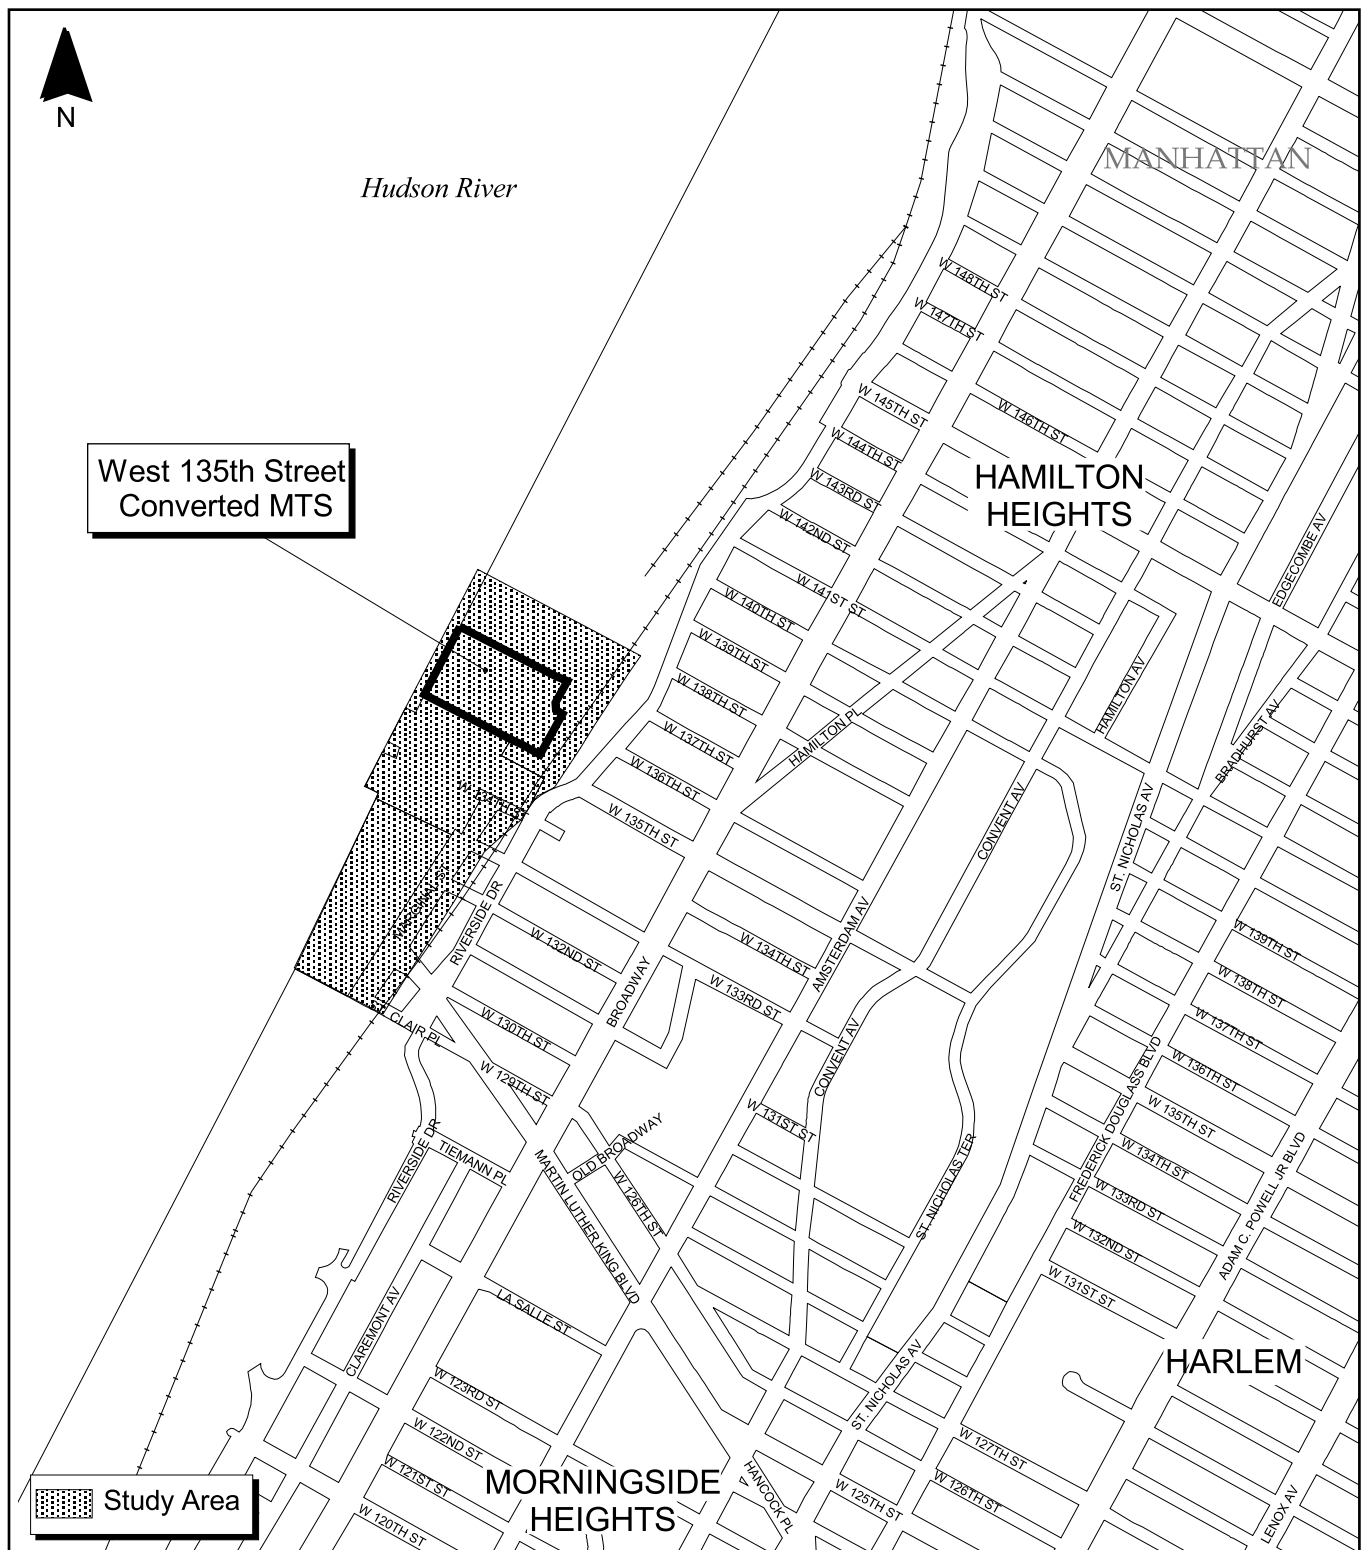 N
Hudson River
MANHATTAN
W 148TH ST
W 147TH ST
W 145TH ST
W 146TH ST
W 144TH ST
W 143RD ST
W 142ND ST
W 141ST ST
W 140TH ST
W 139TH ST
W 138TH ST
W 137TH ST
W 136TH ST
W 135TH ST
HAMILTON
HEIGHTS
West 135th Street
Converted MTS
EDGECOMBE AV
HAMILTON AV
HAMILTON PL
BRADHURST AV
CONVENT AV
ST. NICHOLAS AV
W 134TH ST
MARGINAL ST
RIVERSIDE DR
W 132ND ST
BROADWAY
W 134TH ST
W 133RD ST
AMSTERDAM AV
CONVENT AV
W 139TH ST
W 138TH ST
W 137TH ST
W 136TH ST
W 135TH ST
W 134TH ST
W 133RD ST
W 132ND ST
W 131ST ST
FREDERICK DOUGLASS BLVD
ADAM C. POWELL JR BLVD
CLAIR PL
W 130TH ST
W 129TH ST
W 131ST ST
OLD BROADWAY
RIVERSIDE DR
TIEMANN PL
MARTIN LUTHER KING BLVD
W 126TH ST
ST. NICHOLAS TER
CLAREMONT AV
LA SALLE ST
ST. NICHOLAS AV
HARLEM
W 123RD ST
W 122ND ST
W 121ST ST
W 120TH ST
MORNINGSIDE
HEIGHTS
HANCOCK PL
W 127TH ST
W 126TH ST
W 125TH ST
LENOX AV
Study Area